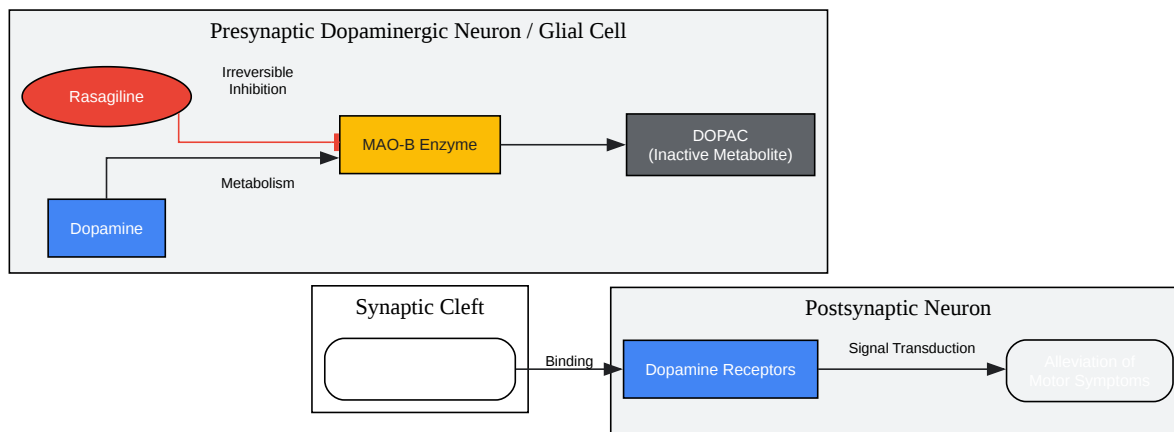 Presynaptic Dopaminergic Neuron / Glial Cell
Irreversible
Inhibition
Rasagiline
MAO-B Enzyme
DOPAC
(Inactive Metabolite)
Metabolism
Dopamine
Synaptic Cleft
Binding
Postsynaptic Neuron
Dopamine Receptors
Signal Transduction
Alleviation of
Motor Symptoms